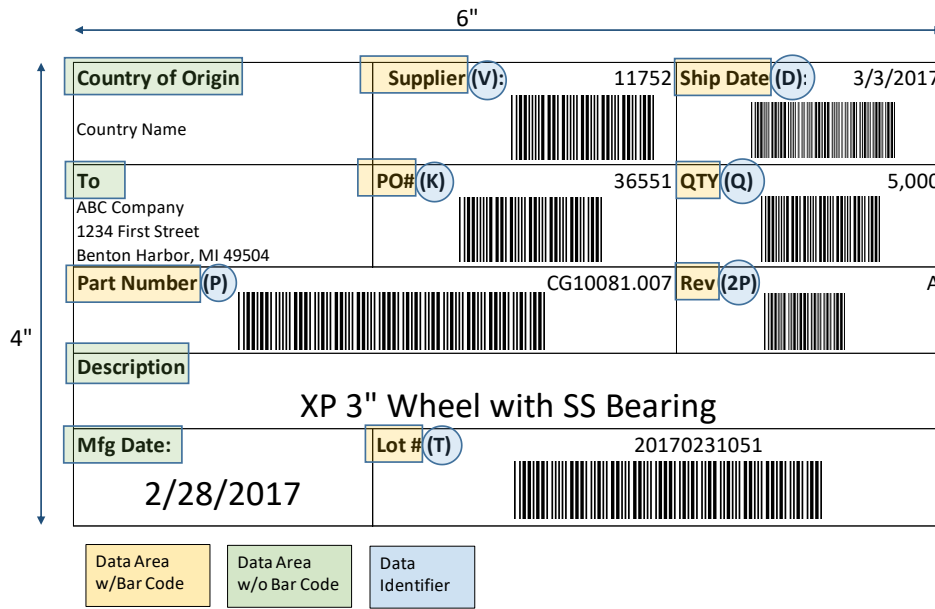 6"
4"
Country of Origin
Country Name
Supplier (V): 11752
Ship Date (D): 3/3/2017
To
ABC Company
1234 First Street
Benton Harbor, MI 49504
PO# (K) 36551
QTY (Q) 5,000
Part Number (P) CG10081.007
Rev (2P) A
Description
XP 3" Wheel with SS Bearing
Mfg Date:
2/28/2017
Lot # (T) 20170231051
Data Area
w/Bar Code
Data Area
w/o Bar Code
Data
Identifier